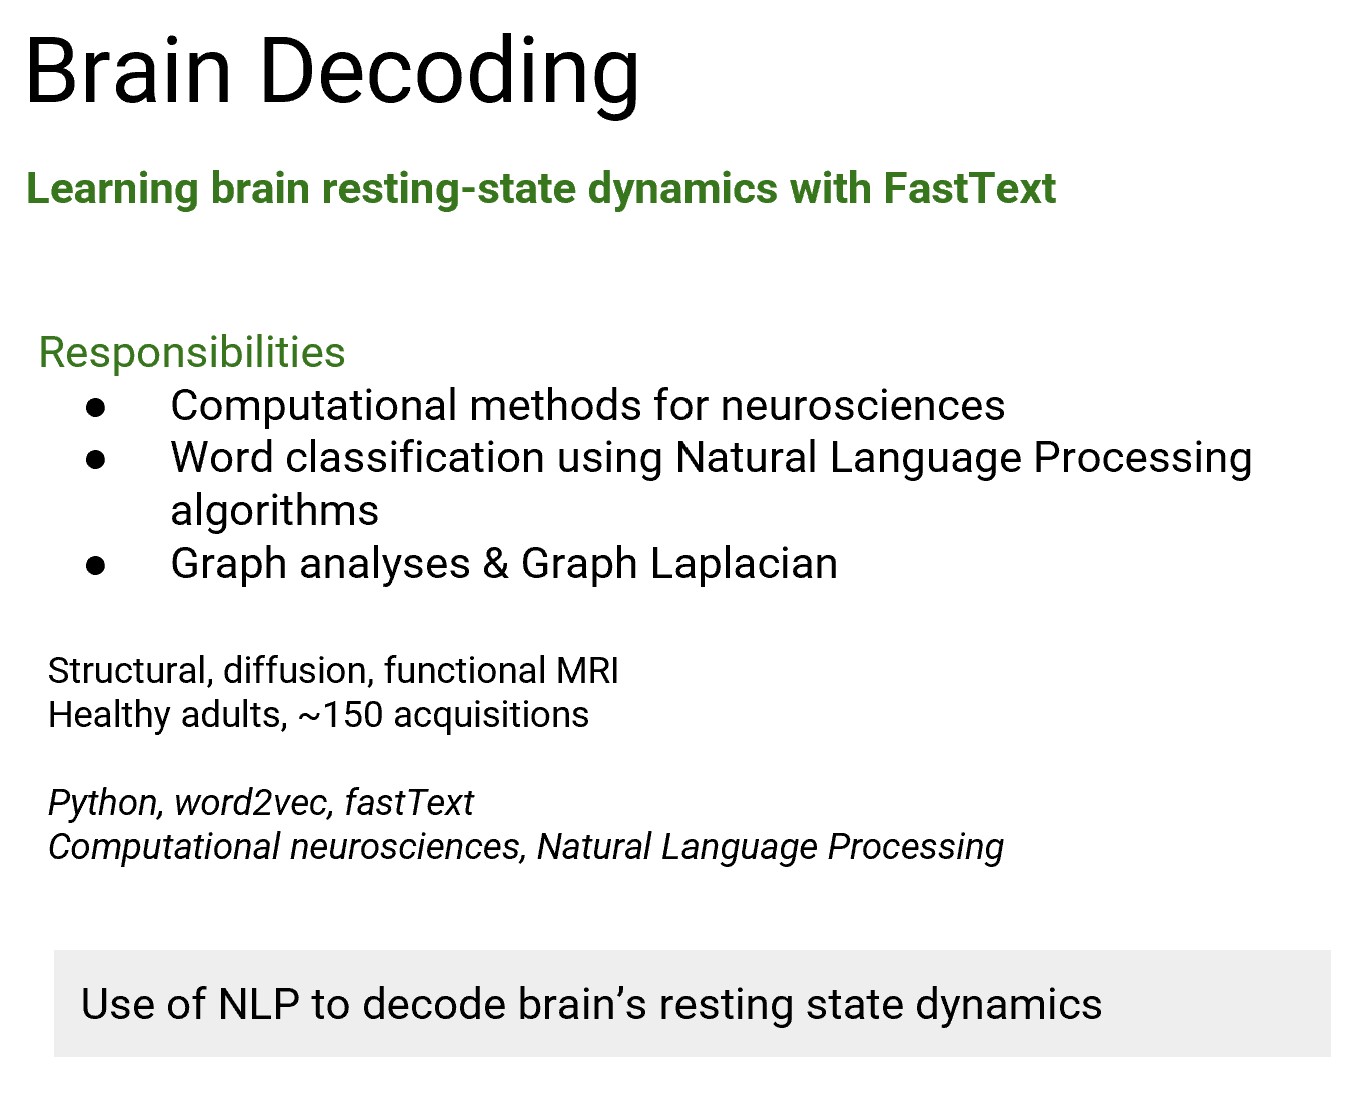 Brain Decoding
Learning brain resting-state dynamics with FastText
Responsibilities
● Computational methods for neurosciences
● Word classification using Natural Language Processing
algorithms
● Graph analyses & Graph Laplacian
Structural, diffusion, functional MRI
Healthy adults, ~150 acquisitions
Python, word2vec, fastText
Computational neurosciences, Natural Language Processing
Use of NLP to decode brain’s resting state dynamics